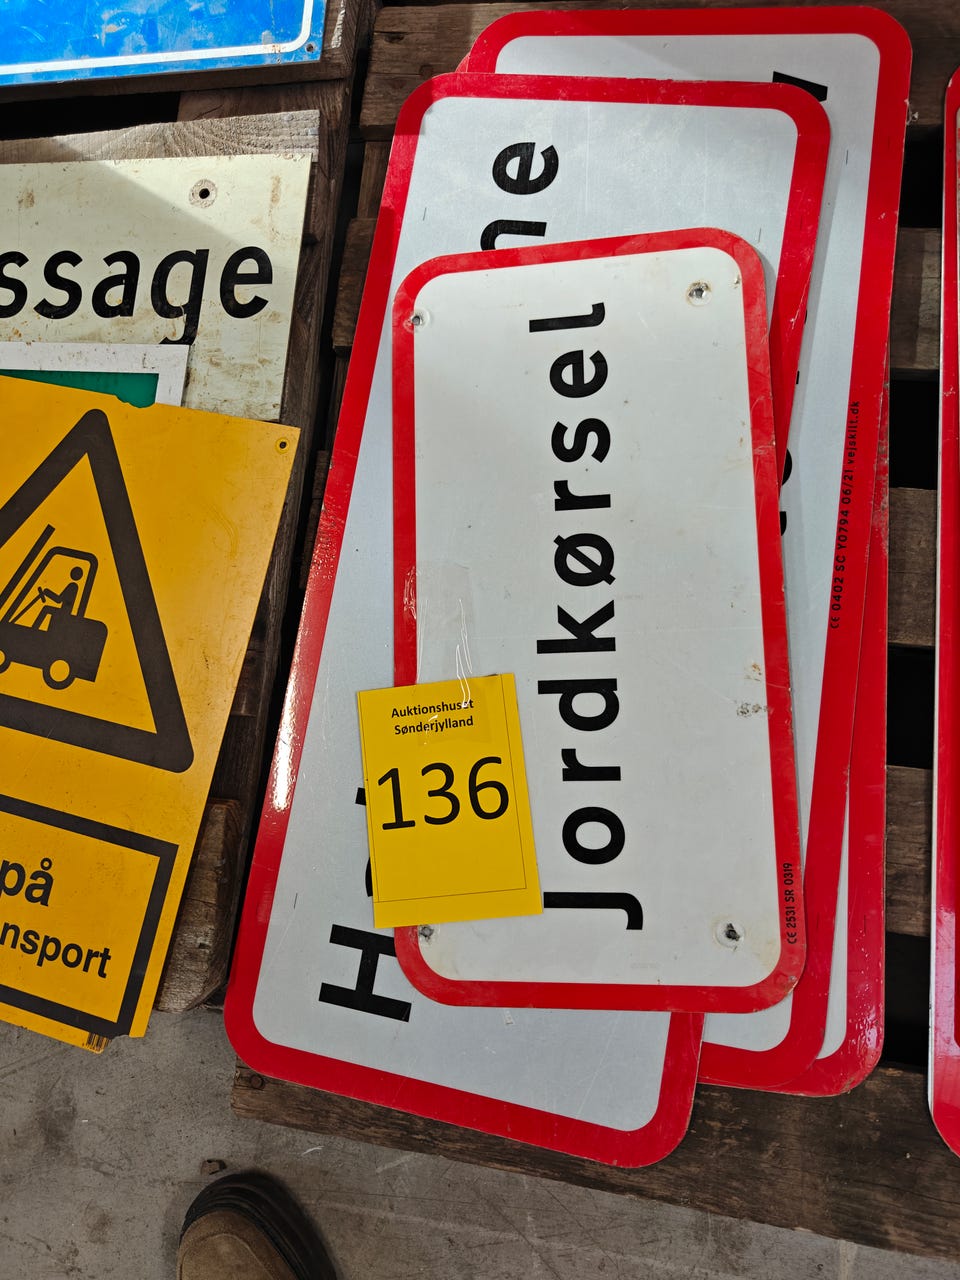 ssage
på
nsport
Jordkørsel
CE 2531 SR 0319
Auktionshuset
Sønderjylland
136
H
ne
CE 0402 SC Y0794 06/21 vejskilt.dk